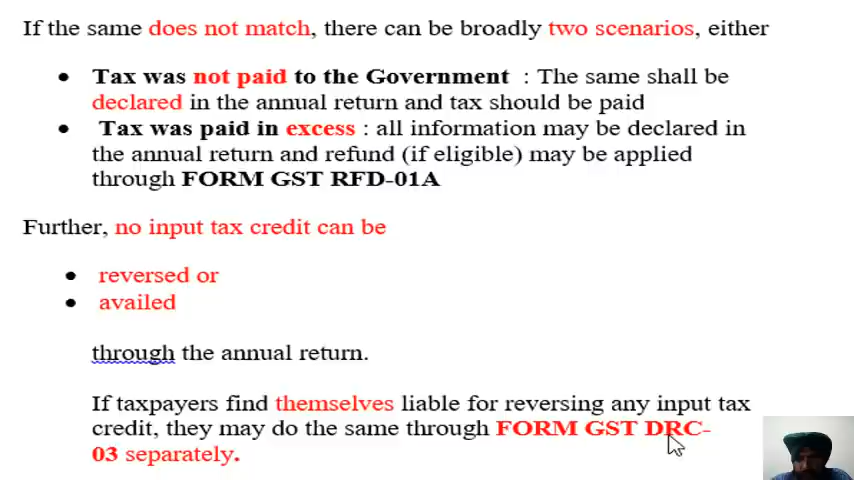 If the same does not match, there can be broadly two scenarios, either
• Tax was not paid to the Government : The same shall be
declared in the annual return and tax should be paid
• Tax was paid in excess : all information may be declared in
the annual return and refund (if eligible) may be applied
through FORM GST RFD-01A
Further, no input tax credit can be
• reversed or
• availed
through the annual return.
If taxpayers find themselves liable for reversing any input tax
credit, they may do the same through FORM GST DRC-
03 separately.